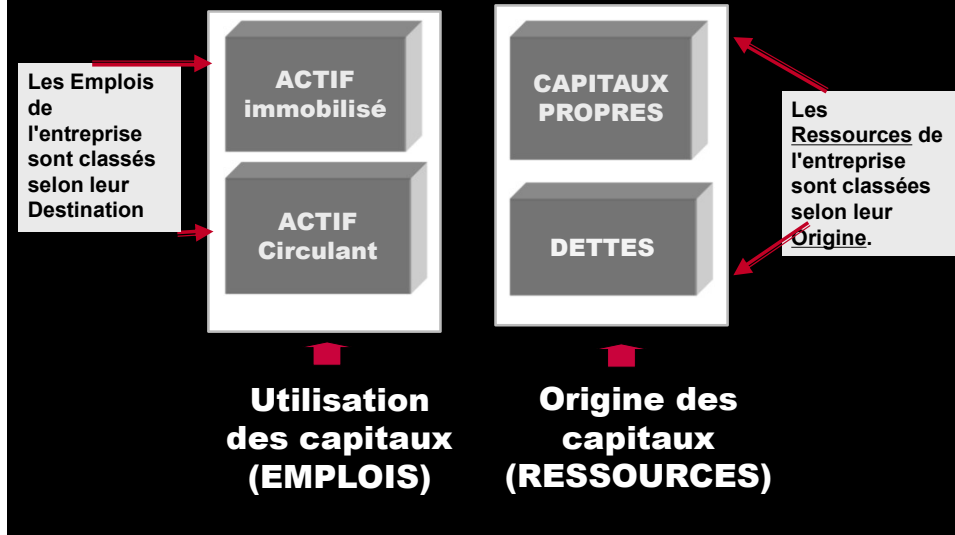 Les Emplois
de
l'entreprise
sont classés
selon leur
Destination
ACTIF
immobilisé
ACTIF
Circulant
CAPITAUX
PROPRES
DETTES
Les
Ressources de
l'entreprise
sont classées
selon leur
Origine.
Utilisation
des capitaux
(EMPLOIS)
Origine des
capitaux
(RESSOURCES)